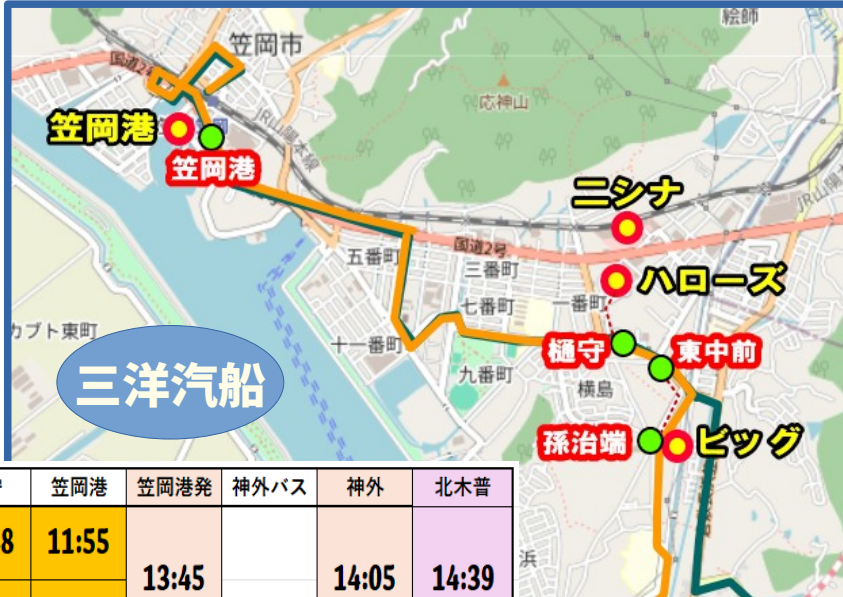 絵師
笠岡市
国道2号
応神山
笠岡港
JR山陽本線
笠岡港
ニシナ
国道2号
五番町
三番町
ハローズ
七番町
一番町
カブト東町
十一番町
樋守
東中前
三洋汽船
九番町
横島
孫治端
ビッグ
笠岡港 笠岡港発 神外バス 神外 北木普
8 11:55
13:45 14:05 14:39
浜